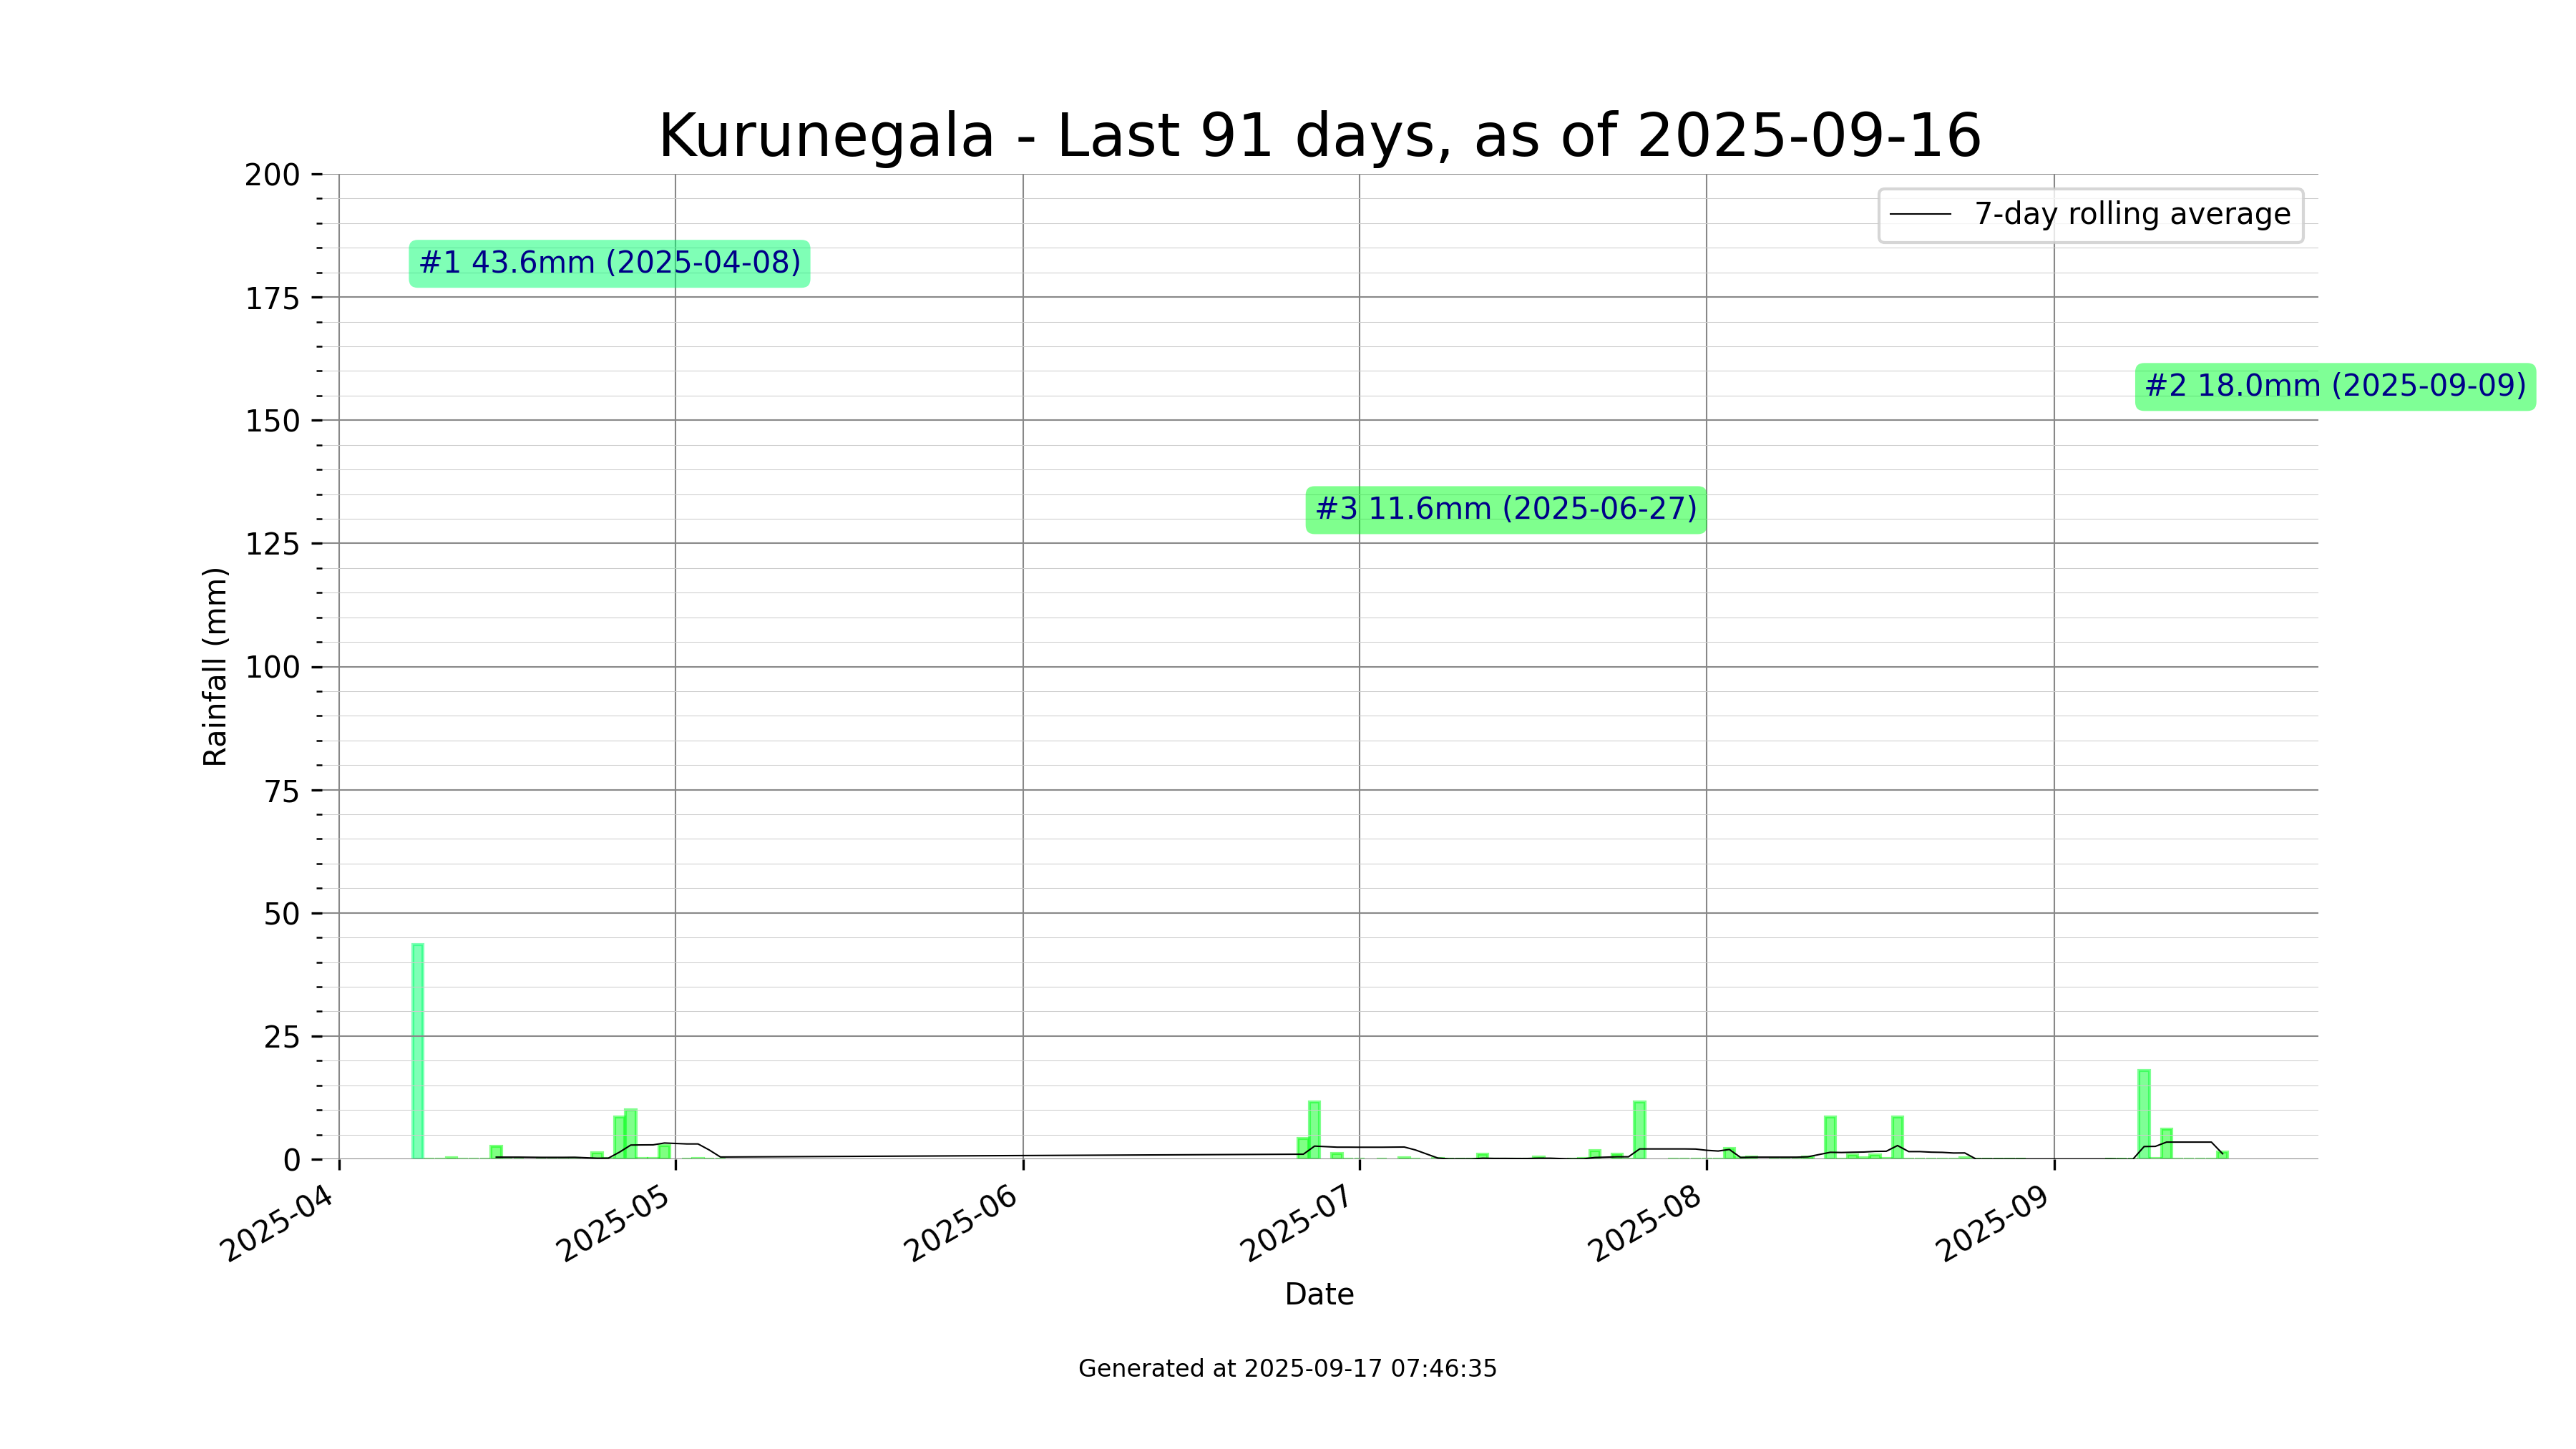 Kurunegala - Last 91 days, as of 2025-09-16
200
175
150
125
100
75
50
25
0
Rainfall (mm)
7-day rolling average
#1 43.6mm (2025-04-08)
#2 18.0mm (2025-09-09)
#3 11.6mm (2025-06-27)
2025-04
2025-05
2025-06
2025-07
2025-08
2025-09
Date
Generated at 2025-09-17 07:46:35